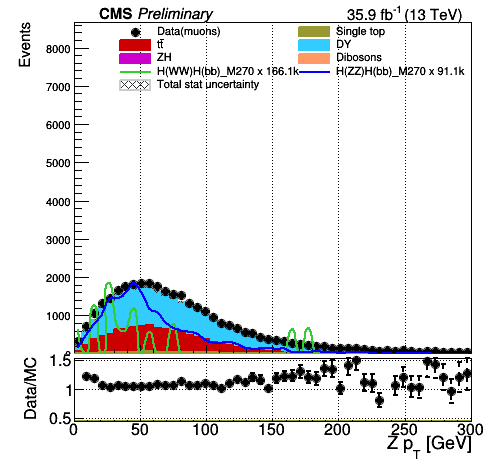 CMS Preliminary 35.9 fb-1 (13 TeV)
Events
Data(muons)
Single top
tt̄
DY
ZH
Dibosons
H(WW)H(bb)_M270 x 166.1k
H(ZZ)H(bb)_M270 x 91.1k
Total stat uncertainty
8000
7000
6000
5000
4000
3000
2000
1000
Data/MC
1.5
1
0.5
0 50 100 150 200 250 300
Z pT [GeV]